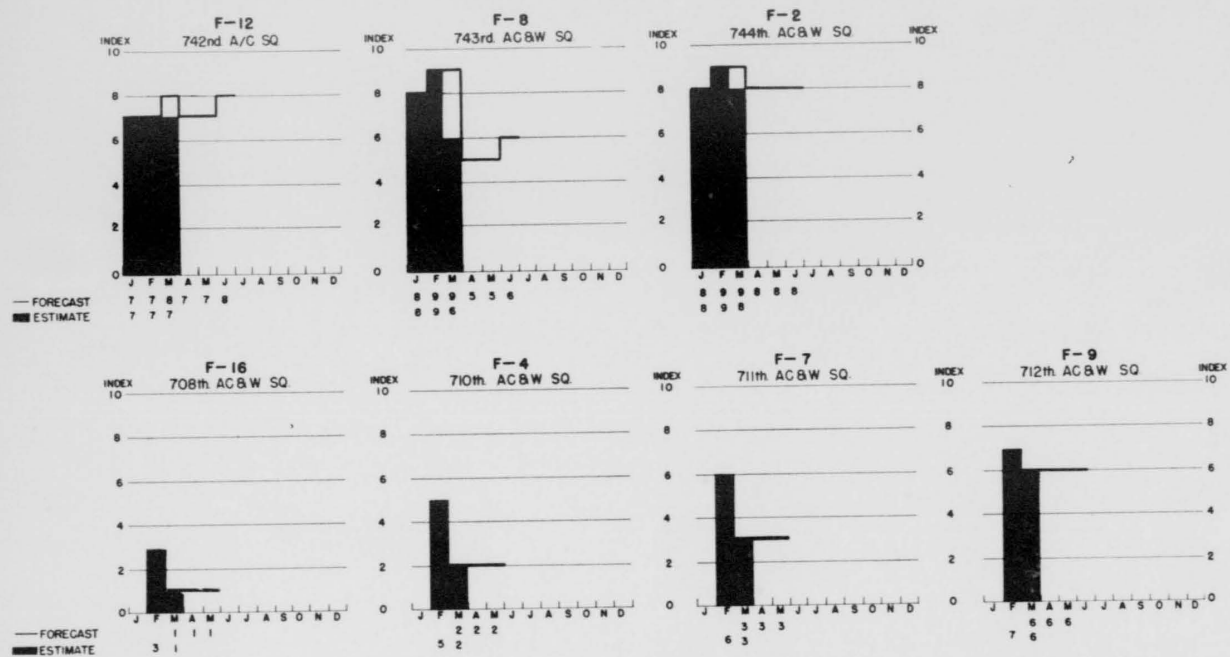 F-12
742nd A/C SQ.
INDEX
10
8
6
4
2
0
J F M A M J J A S O N D
7 7 8 7 7 8
7 7 7
F-8
743rd. AC&W SQ.
INDEX
10
8
6
4
2
0
J F M A M J J A S O N D
8 9 9 5 5 6
8 9 6
F-2
744th. AC&W SQ.
INDEX
10
8
6
4
2
0
INDEX
10
8
6
4
2
0
J F M A M J J A S O N D
8 9 9 8 8 8
8 9 8
FORECAST
ESTIMATE
F-16
708th. AC&W SQ.
INDEX
10
8
6
4
2
0
J F M A M J J A S O N D
1 1 1
3 1
F-4
710th. AC&W SQ.
INDEX
10
8
6
4
2
0
J F M A M J J A S O N D
2 2 2
5 2
F-7
711th. AC&W SQ.
INDEX
10
8
6
4
2
0
J F M A M J J A S O N D
3 3 3
6 3
F-9
712th. AC&W SQ.
INDEX
10
8
6
4
2
0
INDEX
10
8
6
4
2
0
J F M A M J J A S O N D
6 6 6
7 6
FORECAST
ESTIMATE